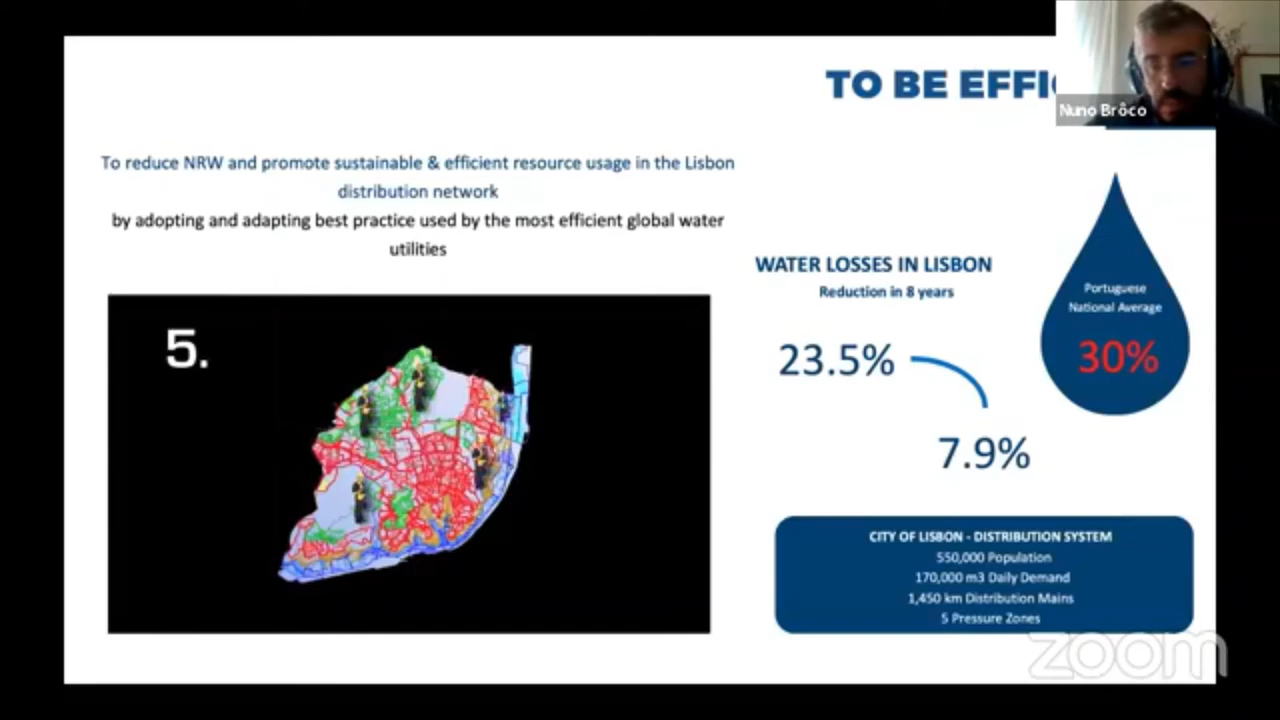 TO BE EFFI
Nuno Brôco
To reduce NRW and promote sustainable & efficient resource usage in the Lisbon
distribution network
by adopting and adapting best practice used by the most efficient global water
utilities
5.
WATER LOSSES IN LISBON
Reduction in 8 years
23.5%
7.9%
Portuguese
National Average
30%
CITY OF LISBON - DISTRIBUTION SYSTEM
550,000 Population
170,000 m3 Daily Demand
1,450 km Distribution Mains
5 Pressure Zones
zoom